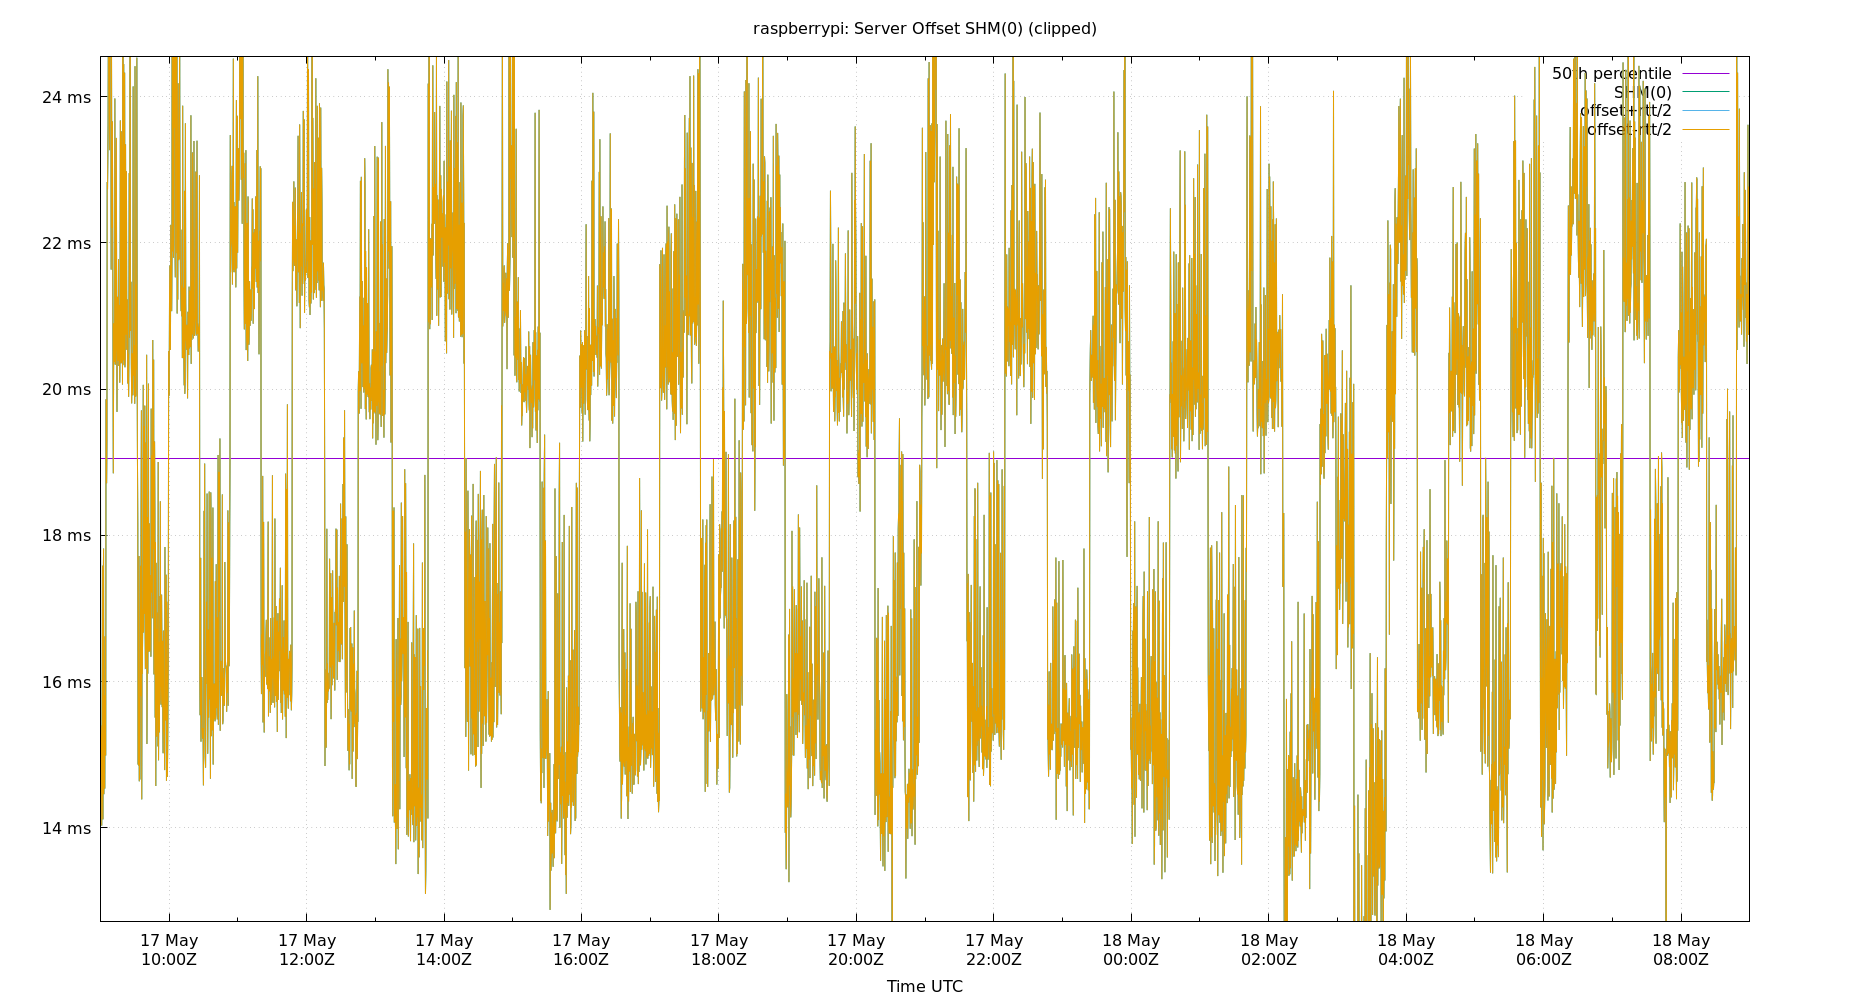 raspberrypi: Server Offset SHM(0) (clipped)
50th percentile
SHM(0)
offset+rtt/2
offset-rtt/2
24 ms
22 ms
20 ms
18 ms
16 ms
14 ms
17 May 17 May 17 May 17 May 17 May 17 May 17 May 18 May 18 May 18 May 18 May 18 May
10:00Z 12:00Z 14:00Z 16:00Z 18:00Z 20:00Z 22:00Z 00:00Z 02:00Z 04:00Z 06:00Z 08:00Z
Time UTC